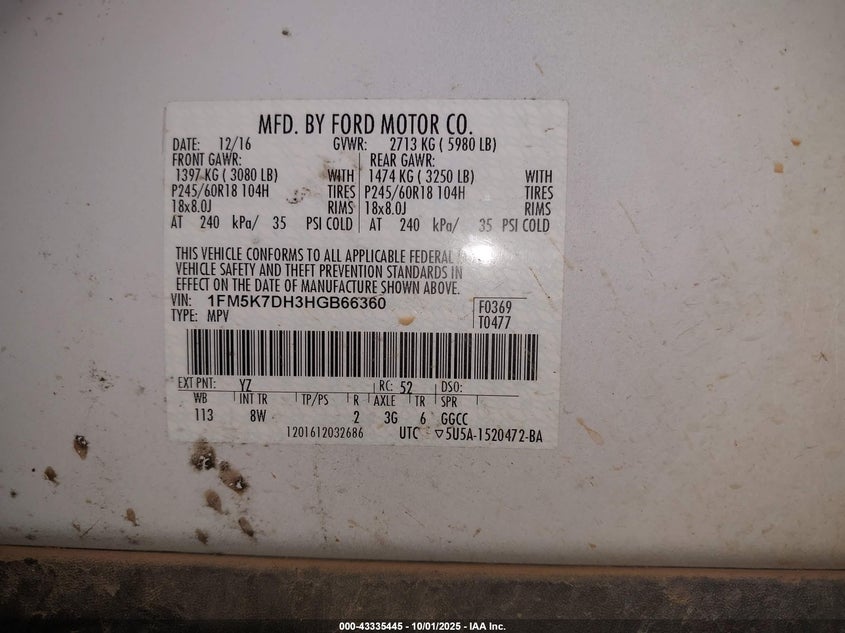 MFD. BY FORD MOTOR CO.
DATE: 12/16 GVWR: 2713 KG ( 5980 LB)
FRONT GAWR: REAR GAWR:
1397 KG ( 3080 LB) WITH 1474 KG ( 3250 LB) WITH
P245/60R18 104H TIRES P245/60R18 104H TIRES
18x8.0J RIMS 18x8.0J RIMS
AT 240 kPa/ 35 PSI COLD AT 240 kPa/ 35 PSI COLD
THIS VEHICLE CONFORMS TO ALL APPLICABLE FEDERAL
VEHICLE SAFETY AND THEFT PREVENTION STANDARDS IN
EFFECT ON THE DATE OF MANUFACTURE SHOWN ABOVE.
VIN: 1FM5K7DH3HGB66360 F0369
TYPE: MPV T0477
EXT PNT: YZ RC: 52 DSO:
WB INT TR TP/PS R AXLE TR SPR
113 8W 2 3G 6 GGCC
1201612032686 UTC ▽5U5A-1520472-BA
000-43335445 - 10/01/2025 - IAA Inc.